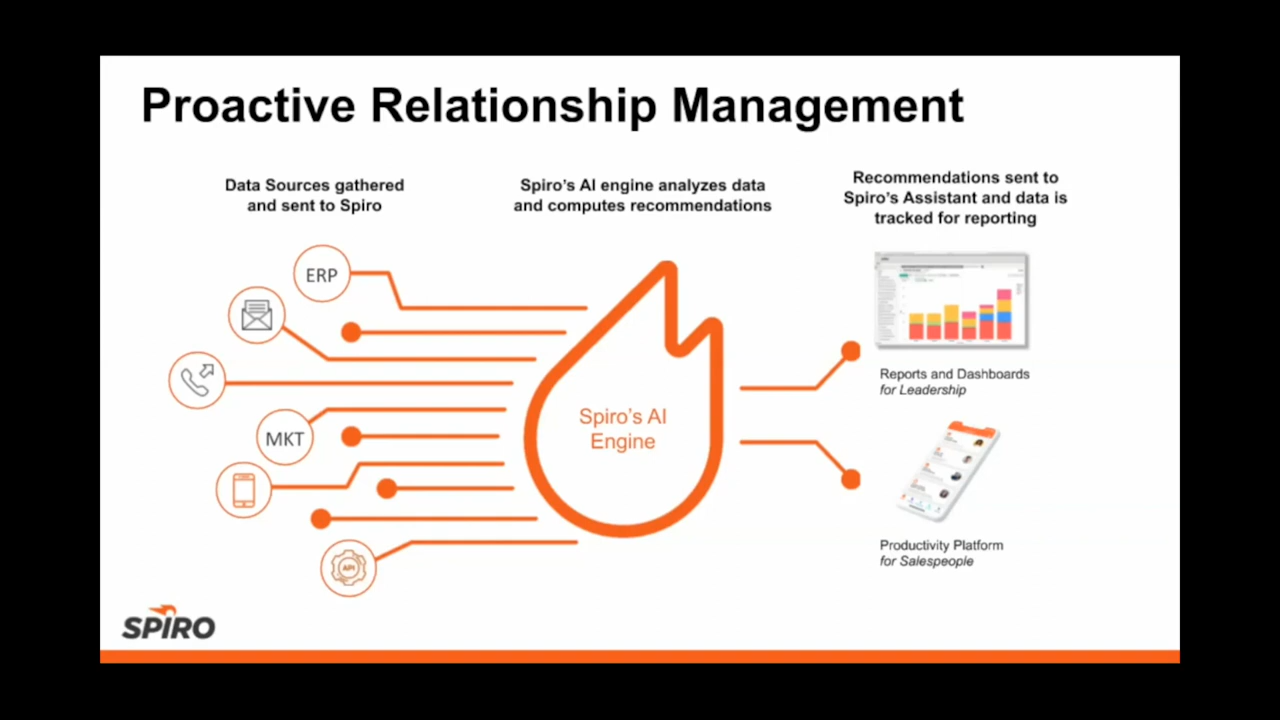 Proactive Relationship Management
Data Sources gathered
and sent to Spiro
Spiro's AI engine analyzes data
and computes recommendations
Recommendations sent to
Spiro's Assistant and data is
tracked for reporting
ERP
MKT
API
Spiro's AI
Engine
Reports and Dashboards
for Leadership
Productivity Platform
for Salespeople
SPIRO